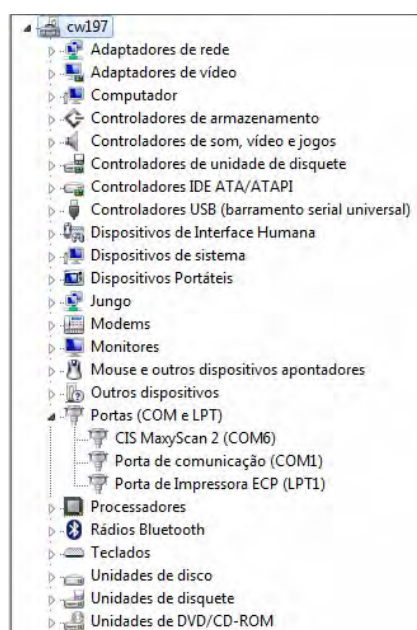 cw197
Adaptadores de rede
Adaptadores de vídeo
Computador
Controladores de armazenamento
Controladores de som, vídeo e jogos
Controladores de unidade de disquete
Controladores IDE ATA/ATAPI
Controladores USB (barramento serial universal)
Dispositivos de Interface Humana
Dispositivos de sistema
Dispositivos Portáteis
Jungo
Modems
Monitores
Mouse e outros dispositivos apontadores
Outros dispositivos
Portas (COM e LPT)
CIS MaxyScan 2 (COM6)
Porta de comunicação (COM1)
Porta de Impressora ECP (LPT1)
Processadores
Rádios Bluetooth
Teclados
Unidades de disco
Unidades de disquete
Unidades de DVD/CD-ROM